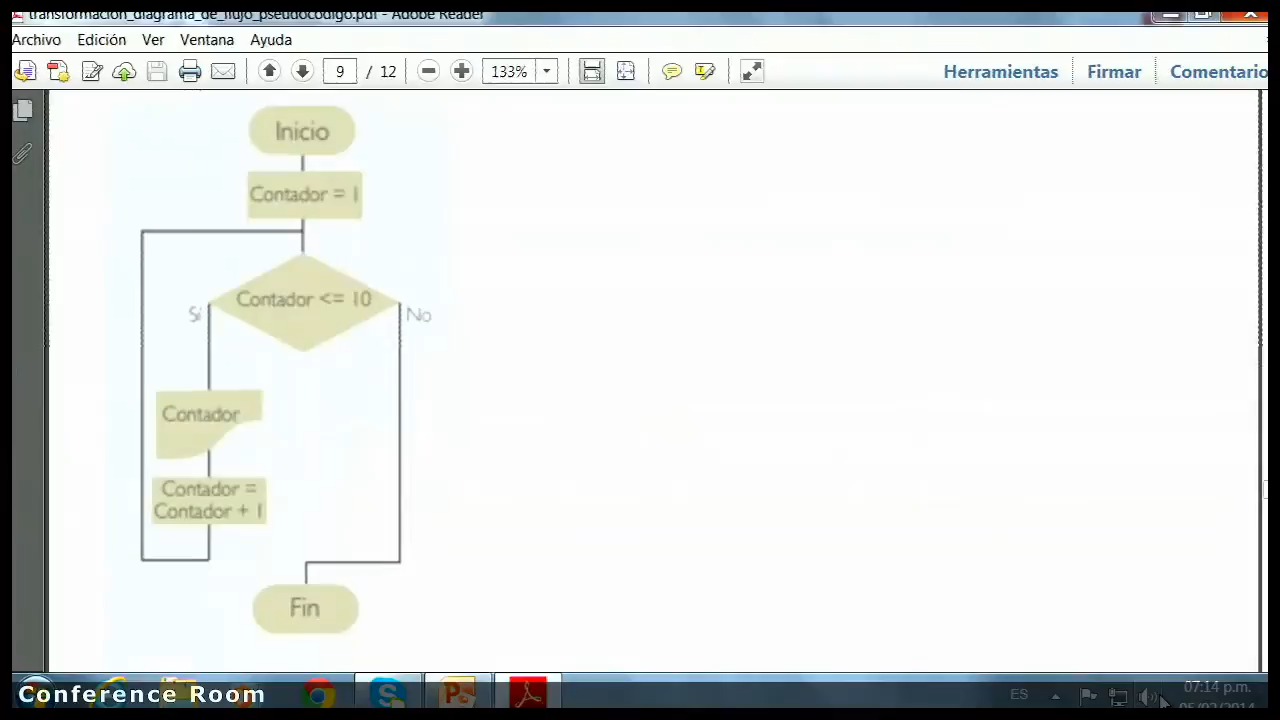 transformacion_diagrama_de_flujo_pseudocodigo.pdf - Adobe Reader
Archivo Edición Ver Ventana Ayuda
9 / 12 133% Herramientas Firmar Comentario
Inicio
Contador = 1
Contador <= 10
Sí No
Contador
Contador =
Contador + 1
Fin
Conference Room
ES 07:14 p.m.